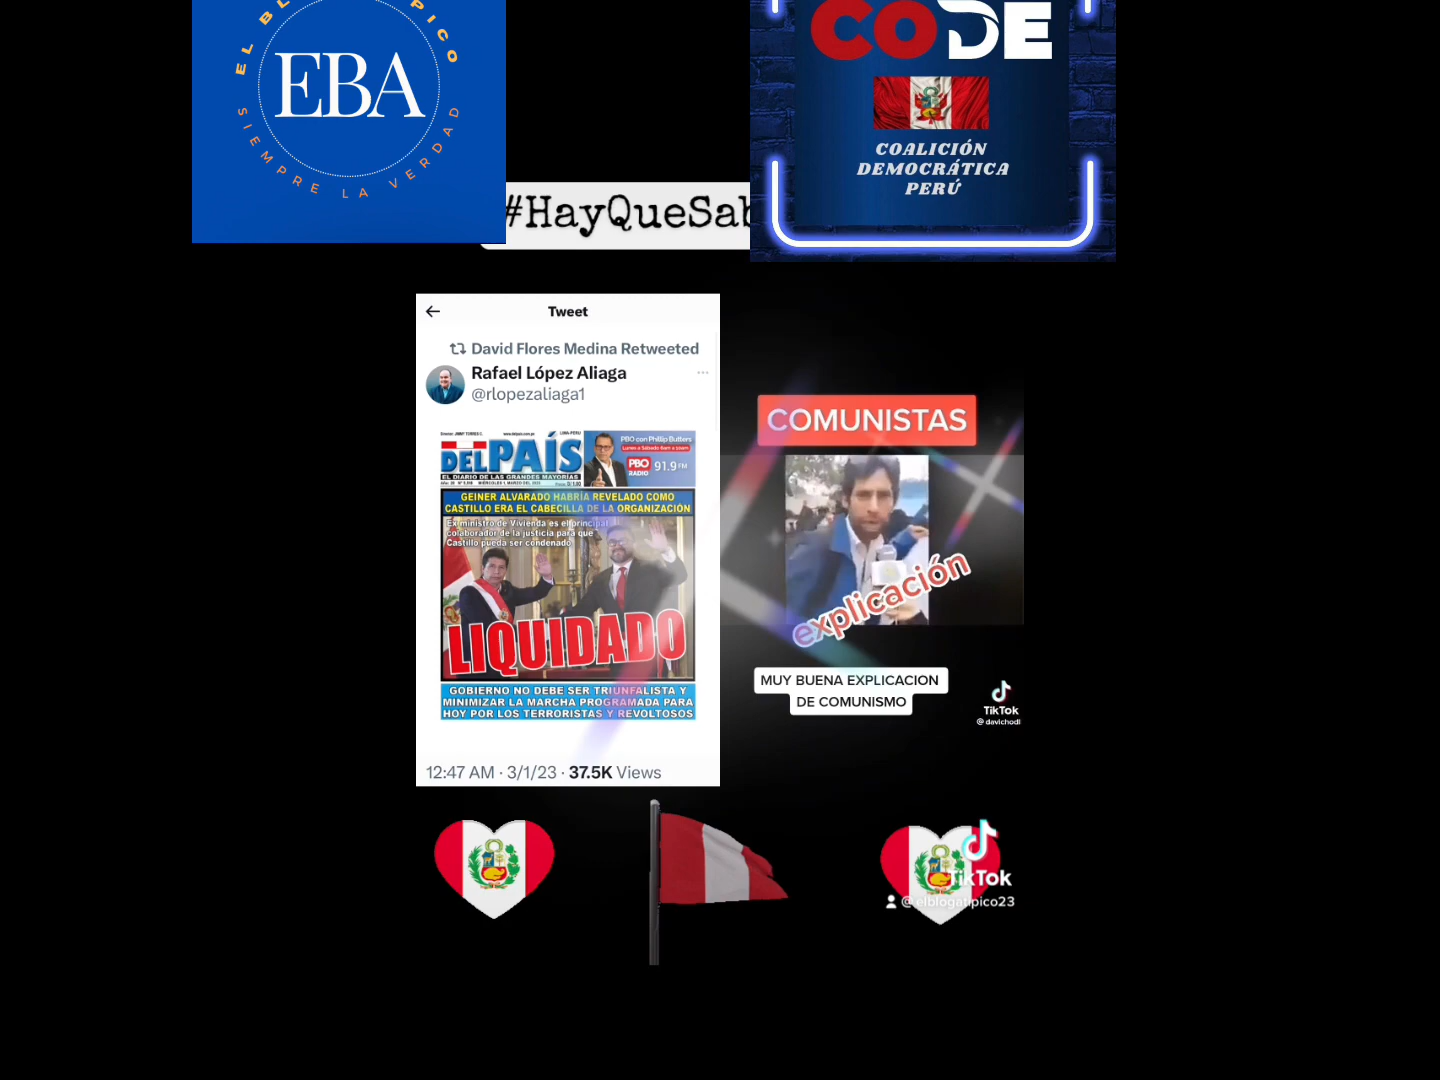 EBA
SIEMPRE LA VERDAD
CODE
COALICIÓN
DEMOCRÁTICA
PERÚ
#HayQueSab
Tweet
David Flores Medina Retweeted
Rafael López Aliaga
@rlopezaliaga1
PBO con Phillip Butters
DEL PAÍS
PBO
RADIO
91.9 FM
EL DIARIO DE LAS GRANDES MAYORÍAS
GEINER ALVARADO HABRÍA REVELADO COMO
CASTILLO ERA EL CABECILLA DE LA ORGANIZACIÓN
Ex ministro de Vivienda es el principal
colaborador de la justicia para que
Castillo pueda ser condenado
LIQUIDADO
GOBIERNO NO DEBE SER TRIUNFALISTA Y
MINIMIZAR LA MARCHA PROGRAMADA PARA
HOY POR LOS TERRORISTAS Y REVOLTOSOS
12:47 AM · 3/1/23 · 37.5K Views
COMUNISTAS
explicación
MUY BUENA EXPLICACION
DE COMUNISMO
TikTok
@davichodl
TikTok
@elblogatipico23